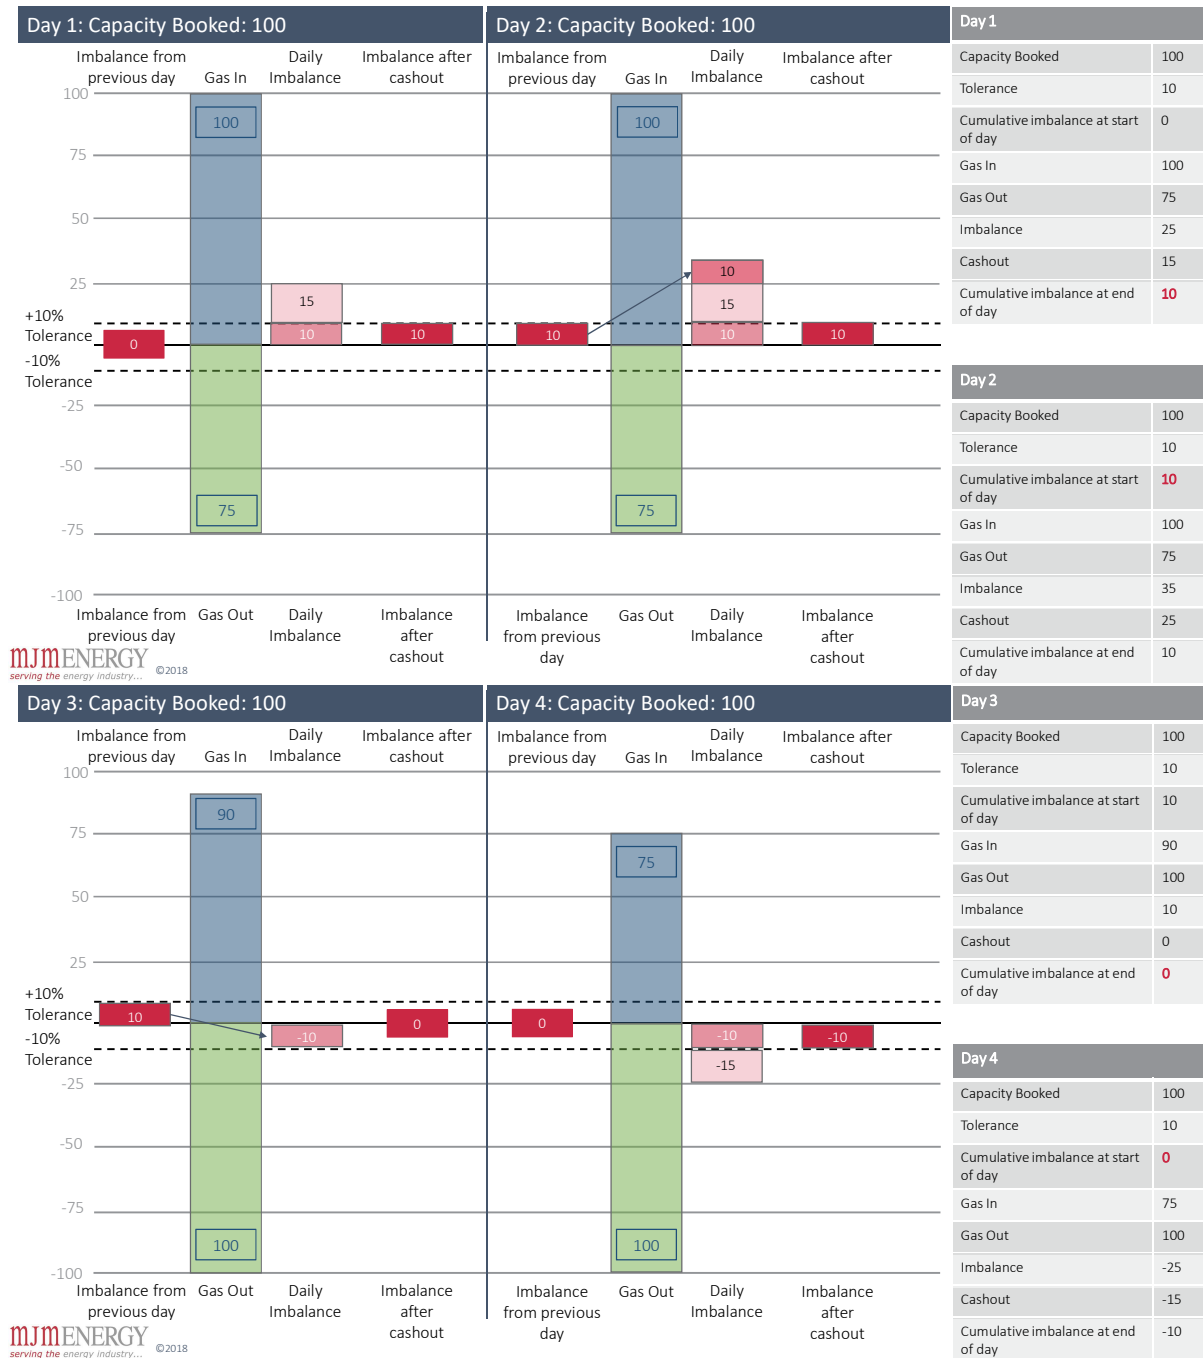 Day 1: Capacity Booked: 100
Imbalance from
previous day
Gas In
Daily
Imbalance
Imbalance after
cashout
100
75
50
25
+10%
Tolerance
-10%
Tolerance
-25
-50
-75
-100
100
15
10
10
0
75
Imbalance from
previous day
Gas Out
Daily
Imbalance
Imbalance
after
cashout
Day 2: Capacity Booked: 100
Imbalance from
previous day
Gas In
Daily
Imbalance
Imbalance after
cashout
100
10
15
10
10
10
75
Imbalance
from previous
day
Gas Out
Daily
Imbalance
Imbalance
after
cashout
MJMENERGY
serving the energy industry...
©2018
Day 1
Capacity Booked 100
Tolerance 10
Cumulative imbalance at start 0
of day
Gas In 100
Gas Out 75
Imbalance 25
Cashout 15
Cumulative imbalance at end 10
of day
Day 2
Capacity Booked 100
Tolerance 10
Cumulative imbalance at start 10
of day
Gas In 100
Gas Out 75
Imbalance 35
Cashout 25
Cumulative imbalance at end 10
of day
Day 3: Capacity Booked: 100
Imbalance from
previous day
Gas In
Daily
Imbalance
Imbalance after
cashout
100
75
50
25
+10%
Tolerance
-10%
Tolerance
-25
-50
-75
-100
90
10
-10
0
100
Imbalance from
previous day
Gas Out
Daily
Imbalance
Imbalance
after
cashout
Day 4: Capacity Booked: 100
Imbalance from
previous day
Gas In
Daily
Imbalance
Imbalance after
cashout
75
0
-10
-15
-10
100
Imbalance
from previous
day
Gas Out
Daily
Imbalance
Imbalance
after
cashout
MJMENERGY
serving the energy industry...
©2018
Day 3
Capacity Booked 100
Tolerance 10
Cumulative imbalance at start 10
of day
Gas In 90
Gas Out 100
Imbalance 10
Cashout 0
Cumulative imbalance at end 0
of day
Day 4
Capacity Booked 100
Tolerance 10
Cumulative imbalance at start 0
of day
Gas In 75
Gas Out 100
Imbalance -25
Cashout -15
Cumulative imbalance at end -10
of day